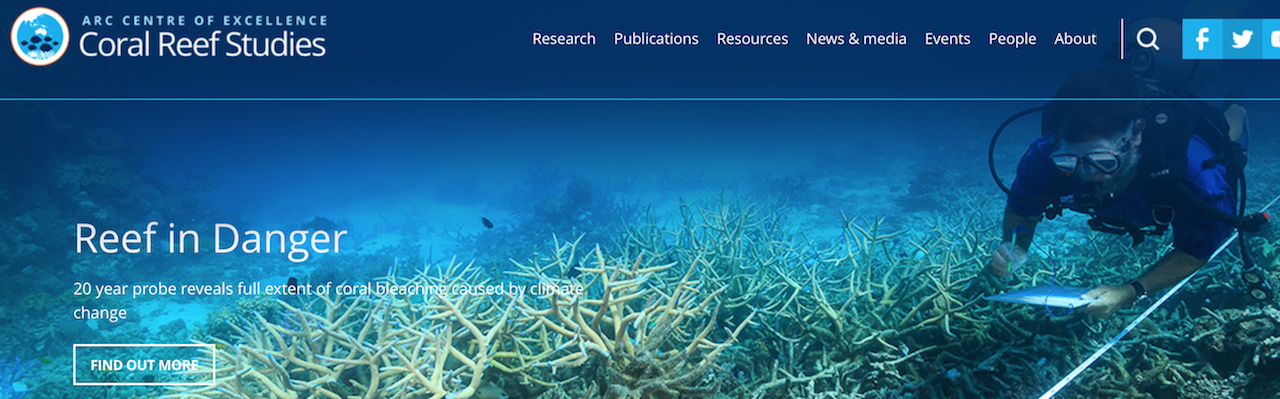 ARC CENTRE OF EXCELLENCE
Coral Reef Studies
Research Publications Resources News & media Events People About
Reef in Danger
20 year probe reveals full extent of coral bleaching caused by climate
change
FIND OUT MORE